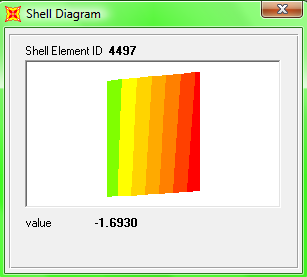 Shell Diagram
Shell Element ID 4497
value -1.6930